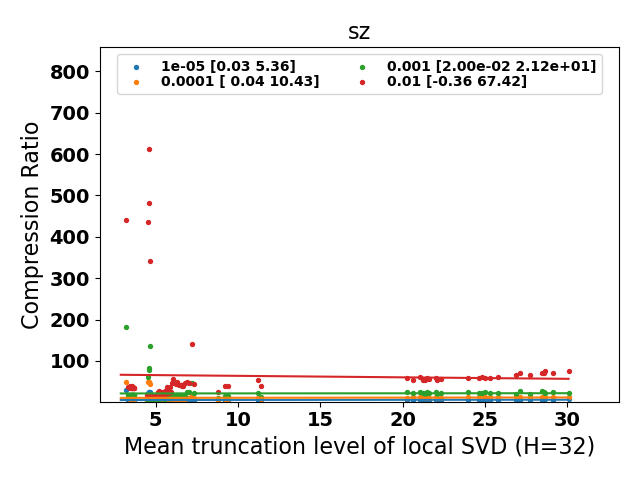 sz
1e-05 [0.03 5.36]
0.0001 [ 0.04 10.43]
0.001 [2.00e-02 2.12e+01]
0.01 [-0.36 67.42]
Compression Ratio
800
700
600
500
400
300
200
100
5 10 15 20 25 30
Mean truncation level of local SVD (H=32)